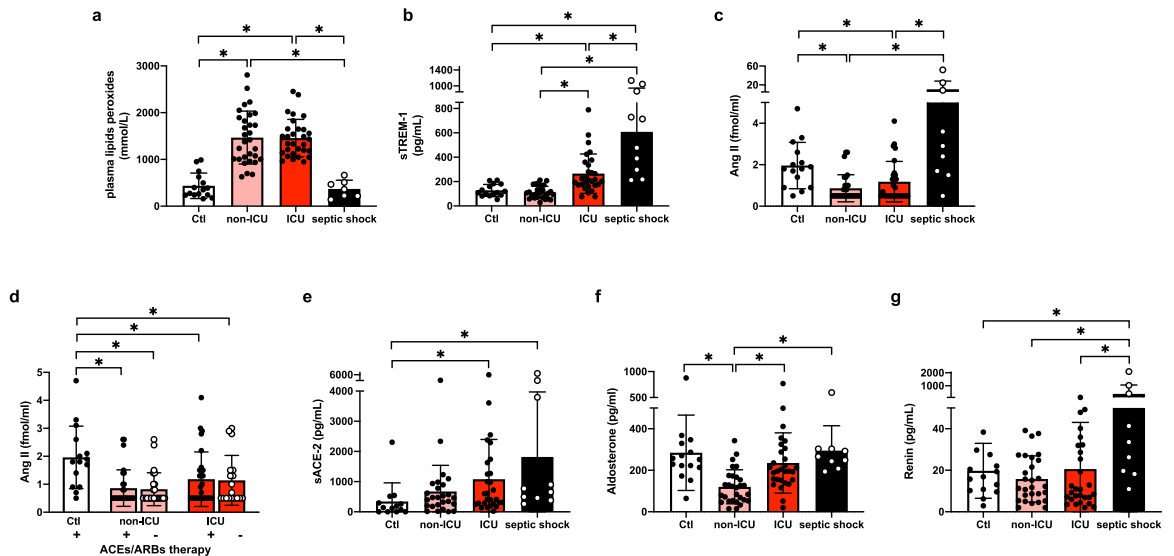 a
plasma lipids peroxides
(mmol/L)
3000
2000
1000
0
*
*
*
*
Ctl non-ICU ICU septic shock
b
sTREM-1
(pg/mL)
1400
1200
1000
800
600
400
200
0
*
*
*
*
*
Ctl non-ICU ICU septic shock
c
Ang II (fmol/ml)
60
40
20
6
4
2
0
*
*
*
*
Ctl non-ICU ICU septic shock
d
Ang II (fmol/ml)
5
4
3
2
1
0
*
*
*
*
Ctl non-ICU ICU
+ + - + -
ACEs/ARBs therapy
e
sACE-2 (pg/mL)
6000
4000
5000
4000
3000
2000
1000
0
*
*
Ctl non-ICU ICU septic shock
f
Aldosterone (pg/ml)
1000
500
400
200
0
*
*
*
Ctl non-ICU ICU septic shock
g
Renin (pg/ml)
2000
1000
40
20
0
*
*
*
Ctl non-ICU ICU septic shock